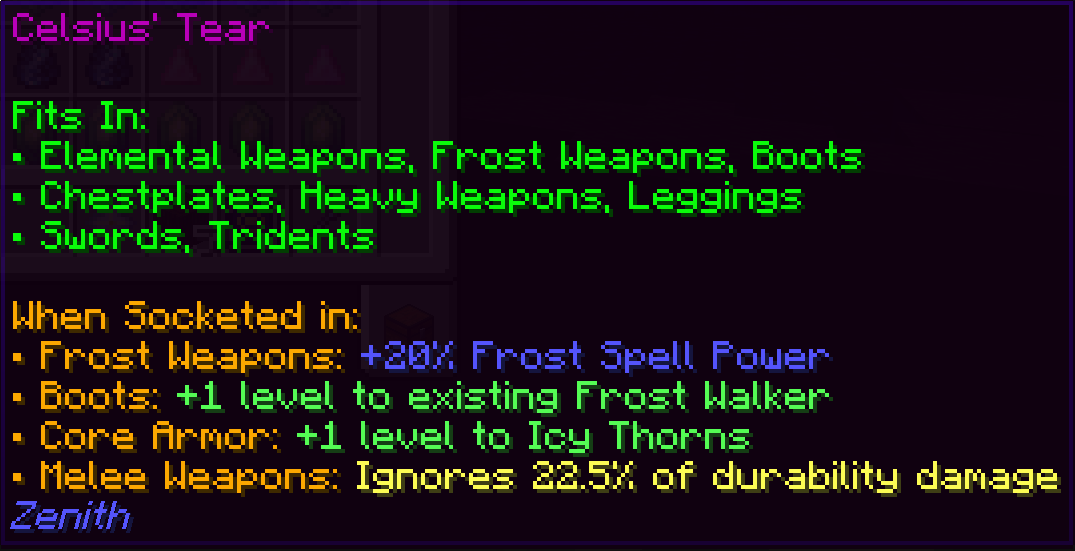 Celsius' Tear
Fits In:
• Elemental Weapons, Frost Weapons, Boots
• Chestplates, Heavy Weapons, Leggings
• Swords, Tridents
When Socketed in:
• Frost Weapons: +20% Frost Spell Power
• Boots: +1 level to existing Frost Walker
• Core Armor: +1 level to Icy Thorns
• Melee Weapons: Ignores 22.5% of durability damage
Zenith